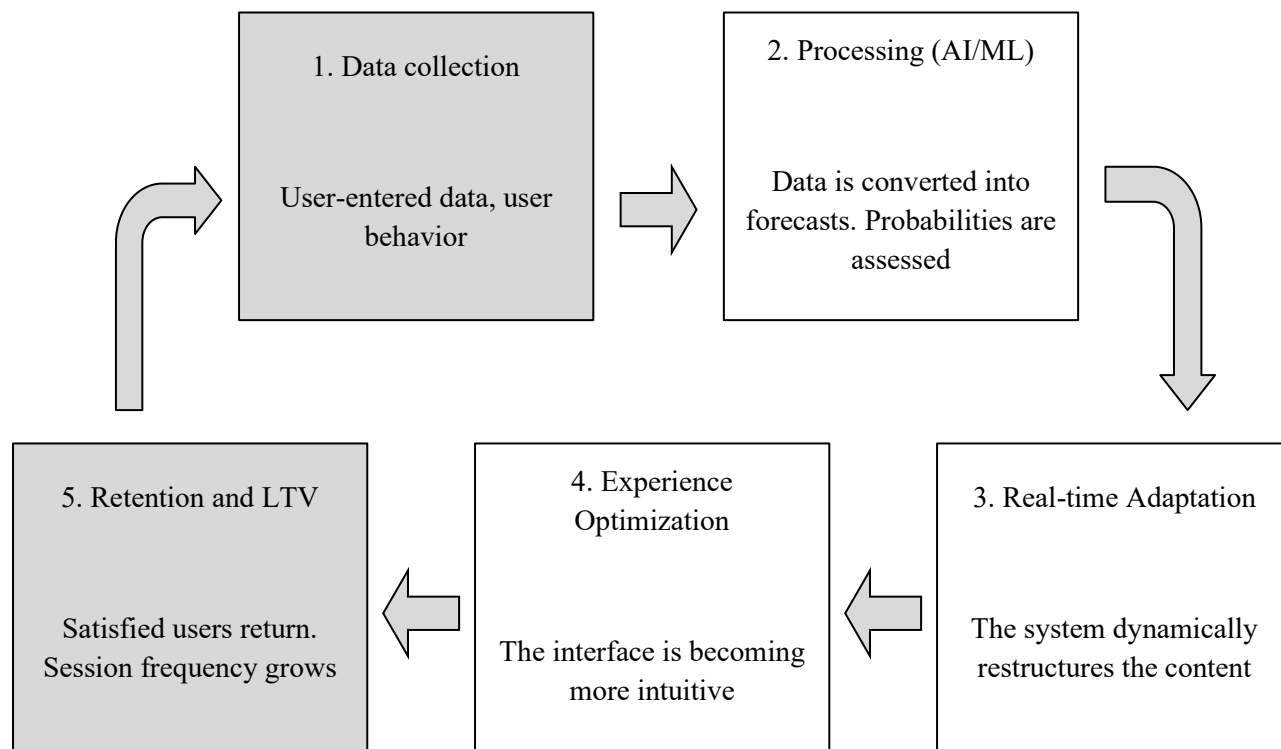 1. Data collection
User-entered data, user
behavior
2. Processing (AI/ML)
Data is converted into
forecasts. Probabilities are
assessed
3. Real-time Adaptation
The system dynamically
restructures the content
4. Experience
Optimization
The interface is becoming
more intuitive
5. Retention and LTV
Satisfied users return.
Session frequency grows